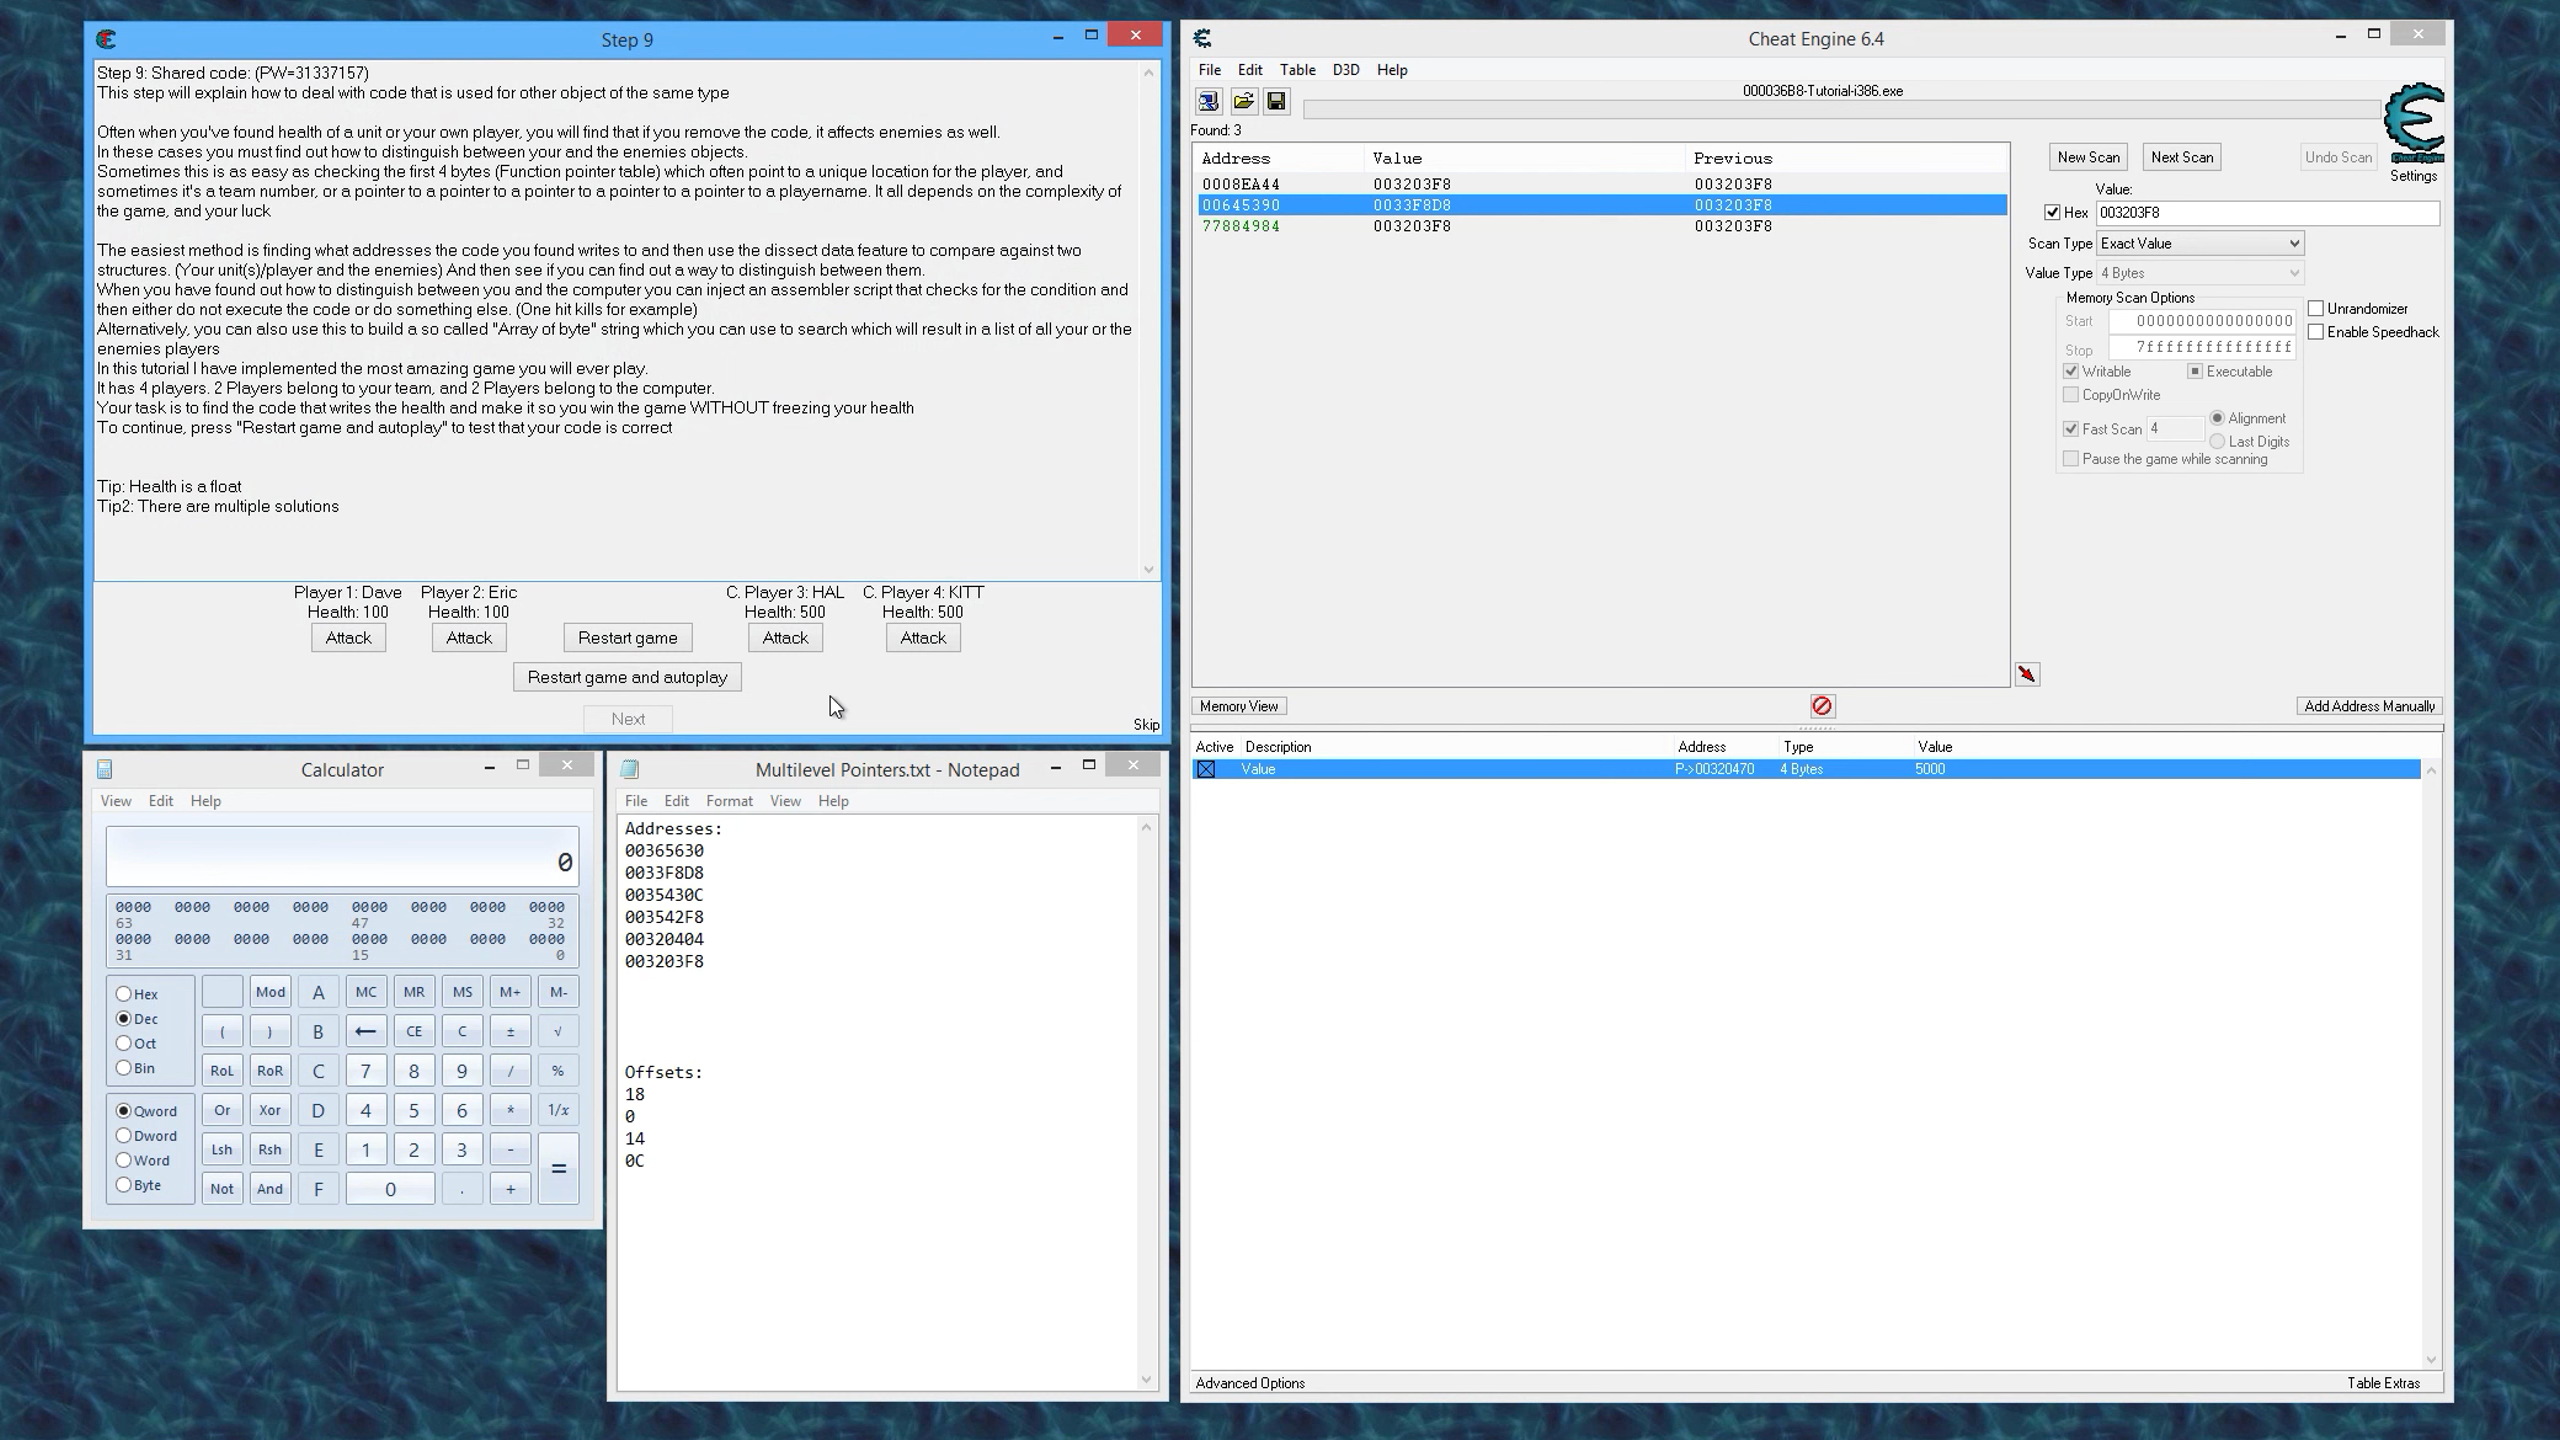 Step 9
Step 9: Shared code: (PW=31337157)
This step will explain how to deal with code that is used for other object of the same type
Often when you've found health of a unit or your own player, you will find that if you remove the code, it affects enemies as well.
In these cases you must find out how to distinguish between your and the enemies objects.
Sometimes this is as easy as checking the first 4 bytes (Function pointer table) which often point to a unique location for the player, and
sometimes it's a team number, or a pointer to a pointer to a pointer to a pointer to a pointer to a playername. It all depends on the complexity of
the game, and your luck
The easiest method is finding what addresses the code you found writes to and then use the dissect data feature to compare against two
structures. (Your unit(s)/player and the enemies) And then see if you can find out a way to distinguish between them.
When you have found out how to distinguish between you and the computer you can inject an assembler script that checks for the condition and
then either do not execute the code or do something else. (One hit kills for example)
Alternatively, you can also use this to build a so called "Array of byte" string which you can use to search which will result in a list of all your or the
enemies players
In this tutorial I have implemented the most amazing game you will ever play.
It has 4 players. 2 Players belong to your team, and 2 Players belong to the computer.
Your task is to find the code that writes the health and make it so you win the game WITHOUT freezing your health
To continue, press "Restart game and autoplay" to test that your code is correct
Tip: Health is a float
Tip2: There are multiple solutions
Player 1: Dave Player 2: Eric C. Player 3: HAL C. Player 4: KITT
Health: 100 Health: 100 Health: 500 Health: 500
Attack Attack Restart game Attack Attack
Restart game and autoplay
Next
Skip
Calculator
View Edit Help
0
0000 0000 0000 0000 0000 0000 0000 0000
63 47 32
0000 0000 0000 0000 0000 0000 0000 0000
31 15 0
Hex
Dec
Oct
Bin
Qword
Dword
Word
Byte
Mod A MC MR MS M+ M-
( ) B ← CE C ± √
RoL RoR C 7 8 9 / %
Or Xor D 4 5 6 * 1/x
Lsh Rsh E 1 2 3 - =
Not And F 0 . +
Multilevel Pointers.txt - Notepad
File Edit Format View Help
Addresses:
00365630
0033F8D8
0035430C
003542F8
00320404
003203F8
Offsets:
18
0
14
0C
Cheat Engine 6.4
File Edit Table D3D Help
000036B8-Tutorial-i386.exe
Found: 3
Address Value Previous
0008EA44 003203F8 003203F8
00645390 0033F8D8 003203F8
77884984 003203F8 003203F8
New Scan Next Scan Undo Scan
Cheat Engine
Settings
Value:
Hex 003203F8
Scan Type Exact Value
Value Type 4 Bytes
Memory Scan Options
Start 0000000000000000
Stop 7fffffffffffffff
Writable Executable
CopyOnWrite
Fast Scan 4 Alignment
Last Digits
Pause the game while scanning
Unrandomizer
Enable Speedhack
Memory View Add Address Manually
Active Description Address Type Value
Value P->00320470 4 Bytes 5000
Advanced Options Table Extras